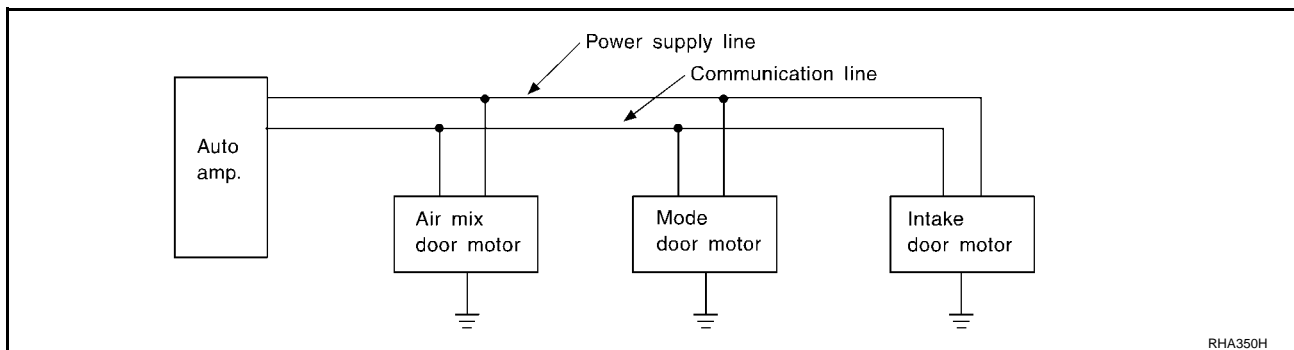 Power supply line
Communication line
Auto
amp.
Air mix
door motor
Mode
door motor
Intake
door motor
RHA350H